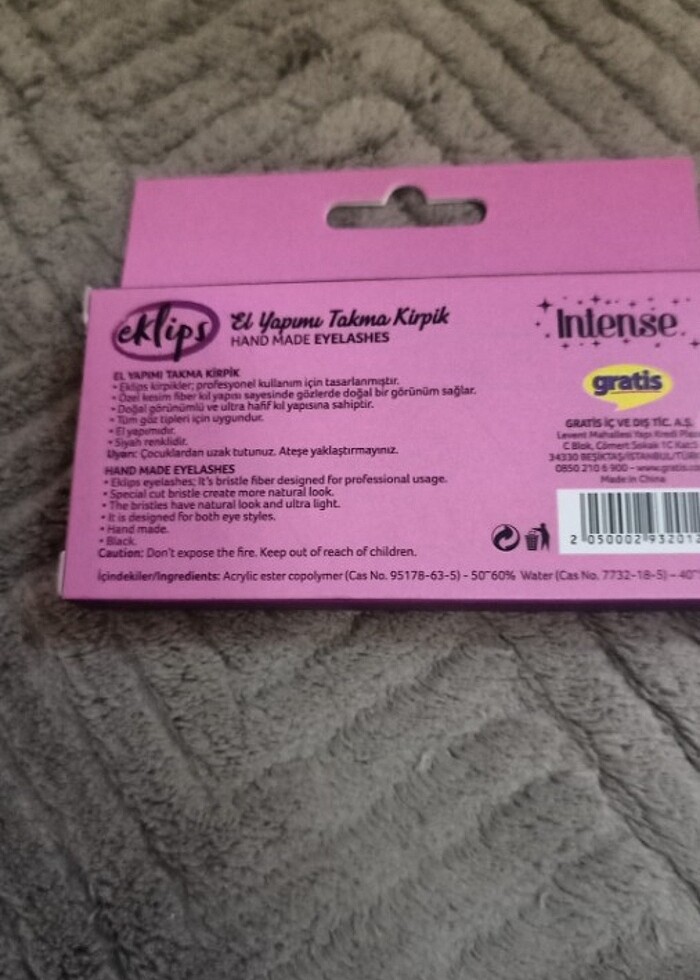 eklips
El Yapımı Takma Kirpik
HAND MADE EYELASHES
Intense
gratis
EL YAPIMI TAKMA KİRPİK
• Eklips kirpikler; profesyonel kullanım için tasarlanmıştır.
• Özel kesim fiber kıl yapısı sayesinde gözlerde doğal bir görünüm sağlar.
• Doğal görünümlü ve ultra hafif kıl yapısına sahiptir.
• Tüm göz tipleri için uygundur.
• El yapımıdır.
• Siyah renklidir.
Uyarı: Çocuklardan uzak tutunuz. Ateşe yaklaştırmayınız.
HAND MADE EYELASHES
• Eklips eyelashes; It's bristle fiber designed for professional usage.
• Special cut bristle create more natural look.
• The bristles have natural look and ultra light.
• It is designed for both eye styles.
• Hand made.
• Black.
Caution: Don't expose the fire. Keep out of reach of children.
GRATİS İÇ VE DIŞ TİC. A.Ş.
Levent Mahallesi Yapı Kredi
C Blok, Cömert Sokak 1C
34330 BEŞİKTAŞ/İSTANBUL/
0850 210 6 900 -
Made in China
2 050002 93201
İçindekiler/Ingredients: Acrylic ester copolymer (Cas No. 95178-63-5) - 50~60% Water (Cas No. 7732-18-5) - 40